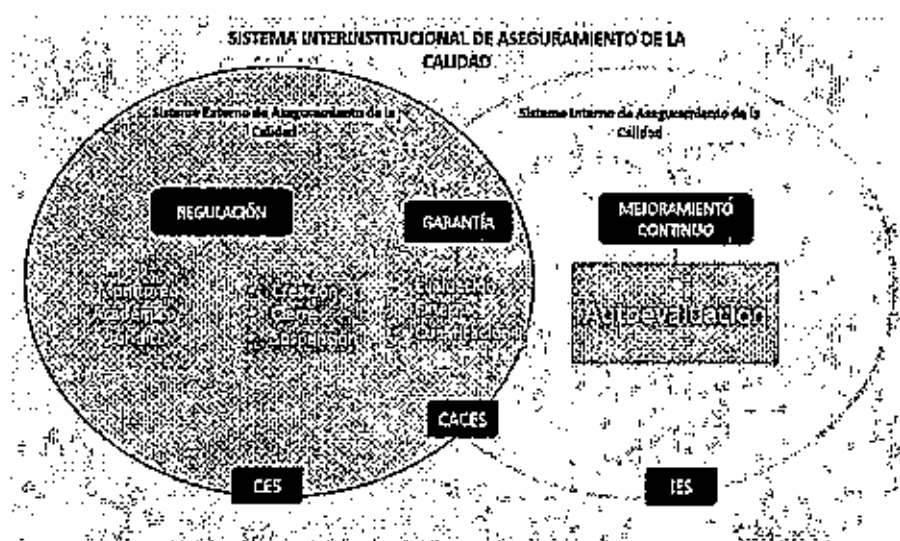 SISTEMA INTERINSTITUCIONAL DE ASEGURAMIENTO DE LA
CALIDAD
Sistema Externo de Aseguramiento de la
Calidad
Sistema Interno de Aseguramiento de la
Calidad
REGULACIÓN
GARANTÍA
MEJORAMIENTO
CONTINUO
Creación
Autoevaluación
CACES
CES
IES